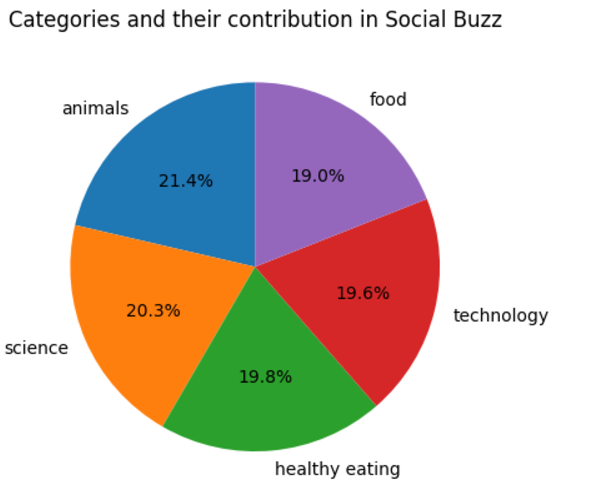 Categories and their contribution in Social Buzz
animals
food
21.4%
19.0%
19.6%
20.3%
technology
science
19.8%
healthy eating